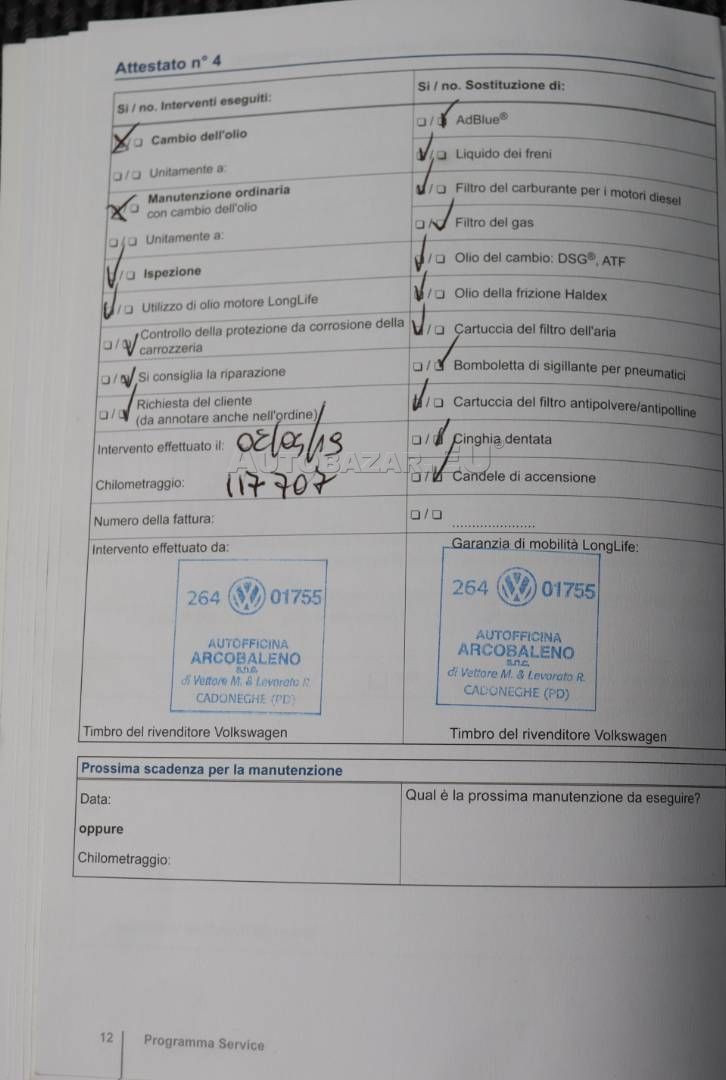 Attestato n° 4
Si / no. Interventi eseguiti:
☒/☐ Cambio dell'olio
☐/☐ Unitamente a:
☒/☐ Manutenzione ordinaria
con cambio dell'olio
☐/☐ Unitamente a:
☑/☐ Ispezione
☑/☐ Utilizzo di olio motore LongLife
☐/☑ Controllo della protezione da corrosione della
carrozzeria
☐/☑ Si consiglia la riparazione
☐/☑ Richiesta del cliente
(da annotare anche nell'ordine)
Intervento effettuato il:
Chilometraggio: 117 707
Numero della fattura:
Intervento effettuato da:
264 01755
AUTOFFICINA
ARCOBALENO
s.n.c.
di Vettore M. & Levorato R.
CADONEGHE (PD)
Timbro del rivenditore Volkswagen
Si / no. Sostituzione di:
☐/☑ AdBlue®
☑/☐ Liquido dei freni
☑/☐ Filtro del carburante per i motori diesel
☐/☑ Filtro del gas
☑/☐ Olio del cambio: DSG®, ATF
☑/☐ Olio della frizione Haldex
☑/☐ Cartuccia del filtro dell'aria
☐/☑ Bomboletta di sigillante per pneumatici
☑/☐ Cartuccia del filtro antipolvere/antipolline
☐/☑ Cinghia dentata
☐/☑ Candele di accensione
☐/☐ ......................
Garanzia di mobilità LongLife:
264 01755
AUTOFFICINA
ARCOBALENO
s.n.c.
di Vettore M. & Levorato R.
CADONEGHE (PD)
Timbro del rivenditore Volkswagen
AUTOBAZAR.EU
Prossima scadenza per la manutenzione
Data:
oppure
Chilometraggio:
Qual è la prossima manutenzione da eseguire?
12 Programma Service